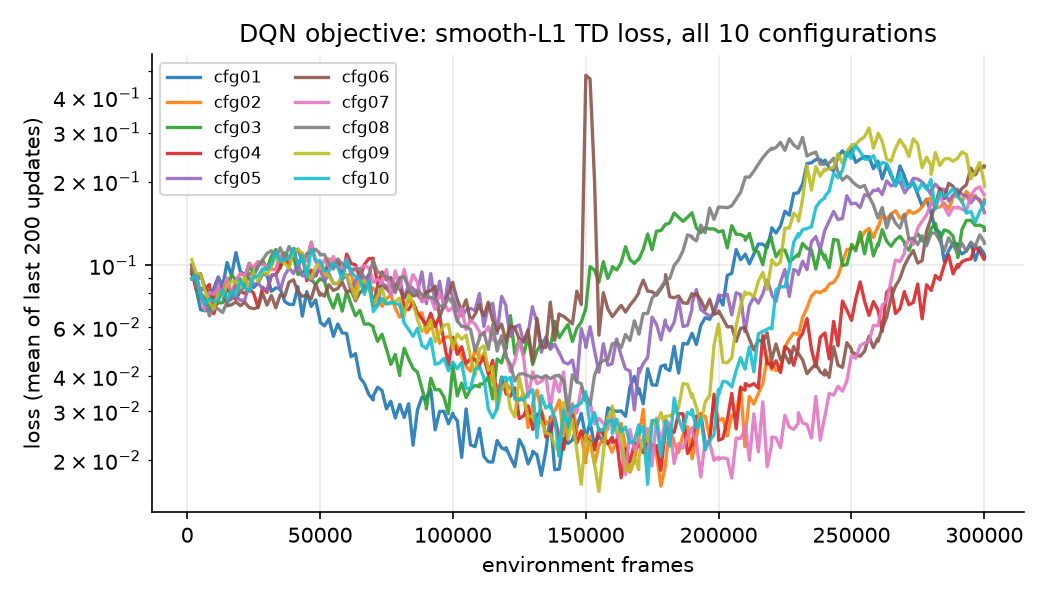 DQN objective: smooth-L1 TD loss, all 10 configurations
cfg01 cfg06
cfg02 cfg07
cfg03 cfg08
cfg04 cfg09
cfg05 cfg10
loss (mean of last 200 updates)
4 × 10⁻¹
3 × 10⁻¹
2 × 10⁻¹
10⁻¹
6 × 10⁻²
4 × 10⁻²
3 × 10⁻²
2 × 10⁻²
0 50000 100000 150000 200000 250000 300000
environment frames